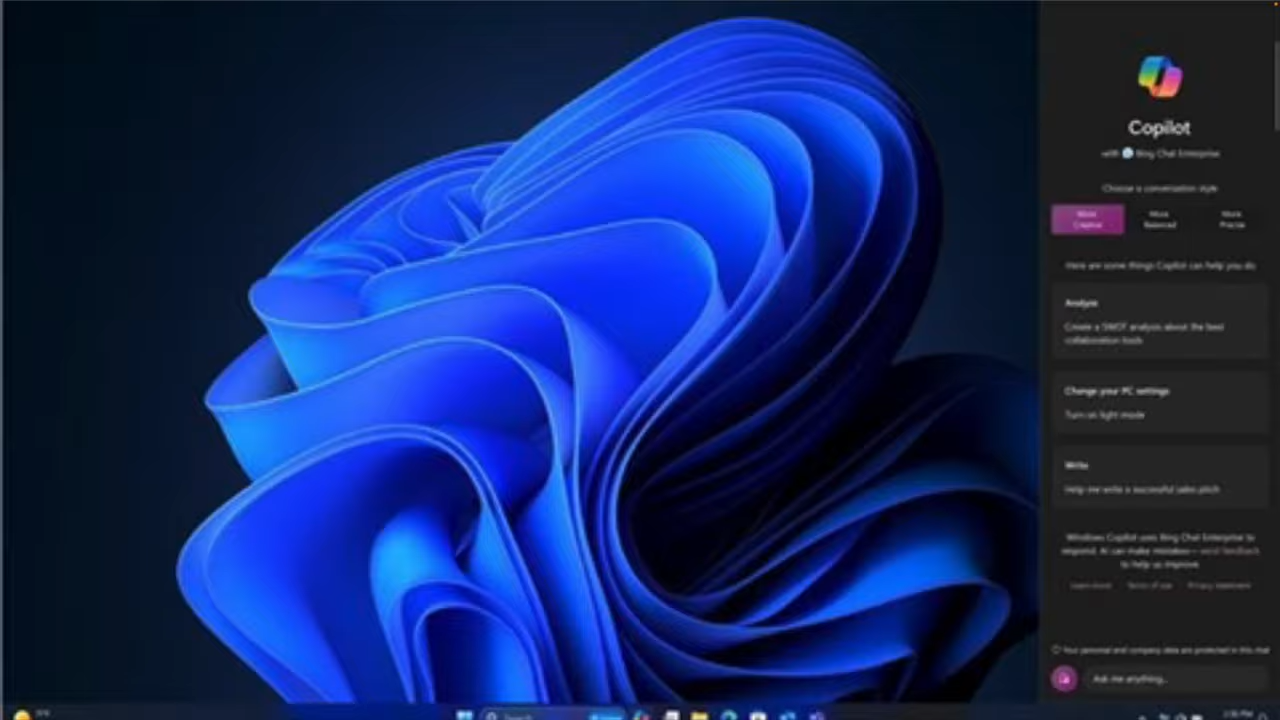 Copilot
with Bing Chat Enterprise
Choose a conversation style
More
Creative
More
Balanced
More
Precise
Here are some things Copilot can help you do
Analyze
Create a SWOT analysis about the best
collaboration tools
Change your PC settings
Turn on light mode
Write
Help me write a successful sales pitch
Windows Copilot uses Bing Chat Enterprise to
respond. AI can make mistakes— send feedback
to help us improve
Learn more Terms of use Privacy statement
Your personal and company data are protected in this chat
Ask me anything...
Search